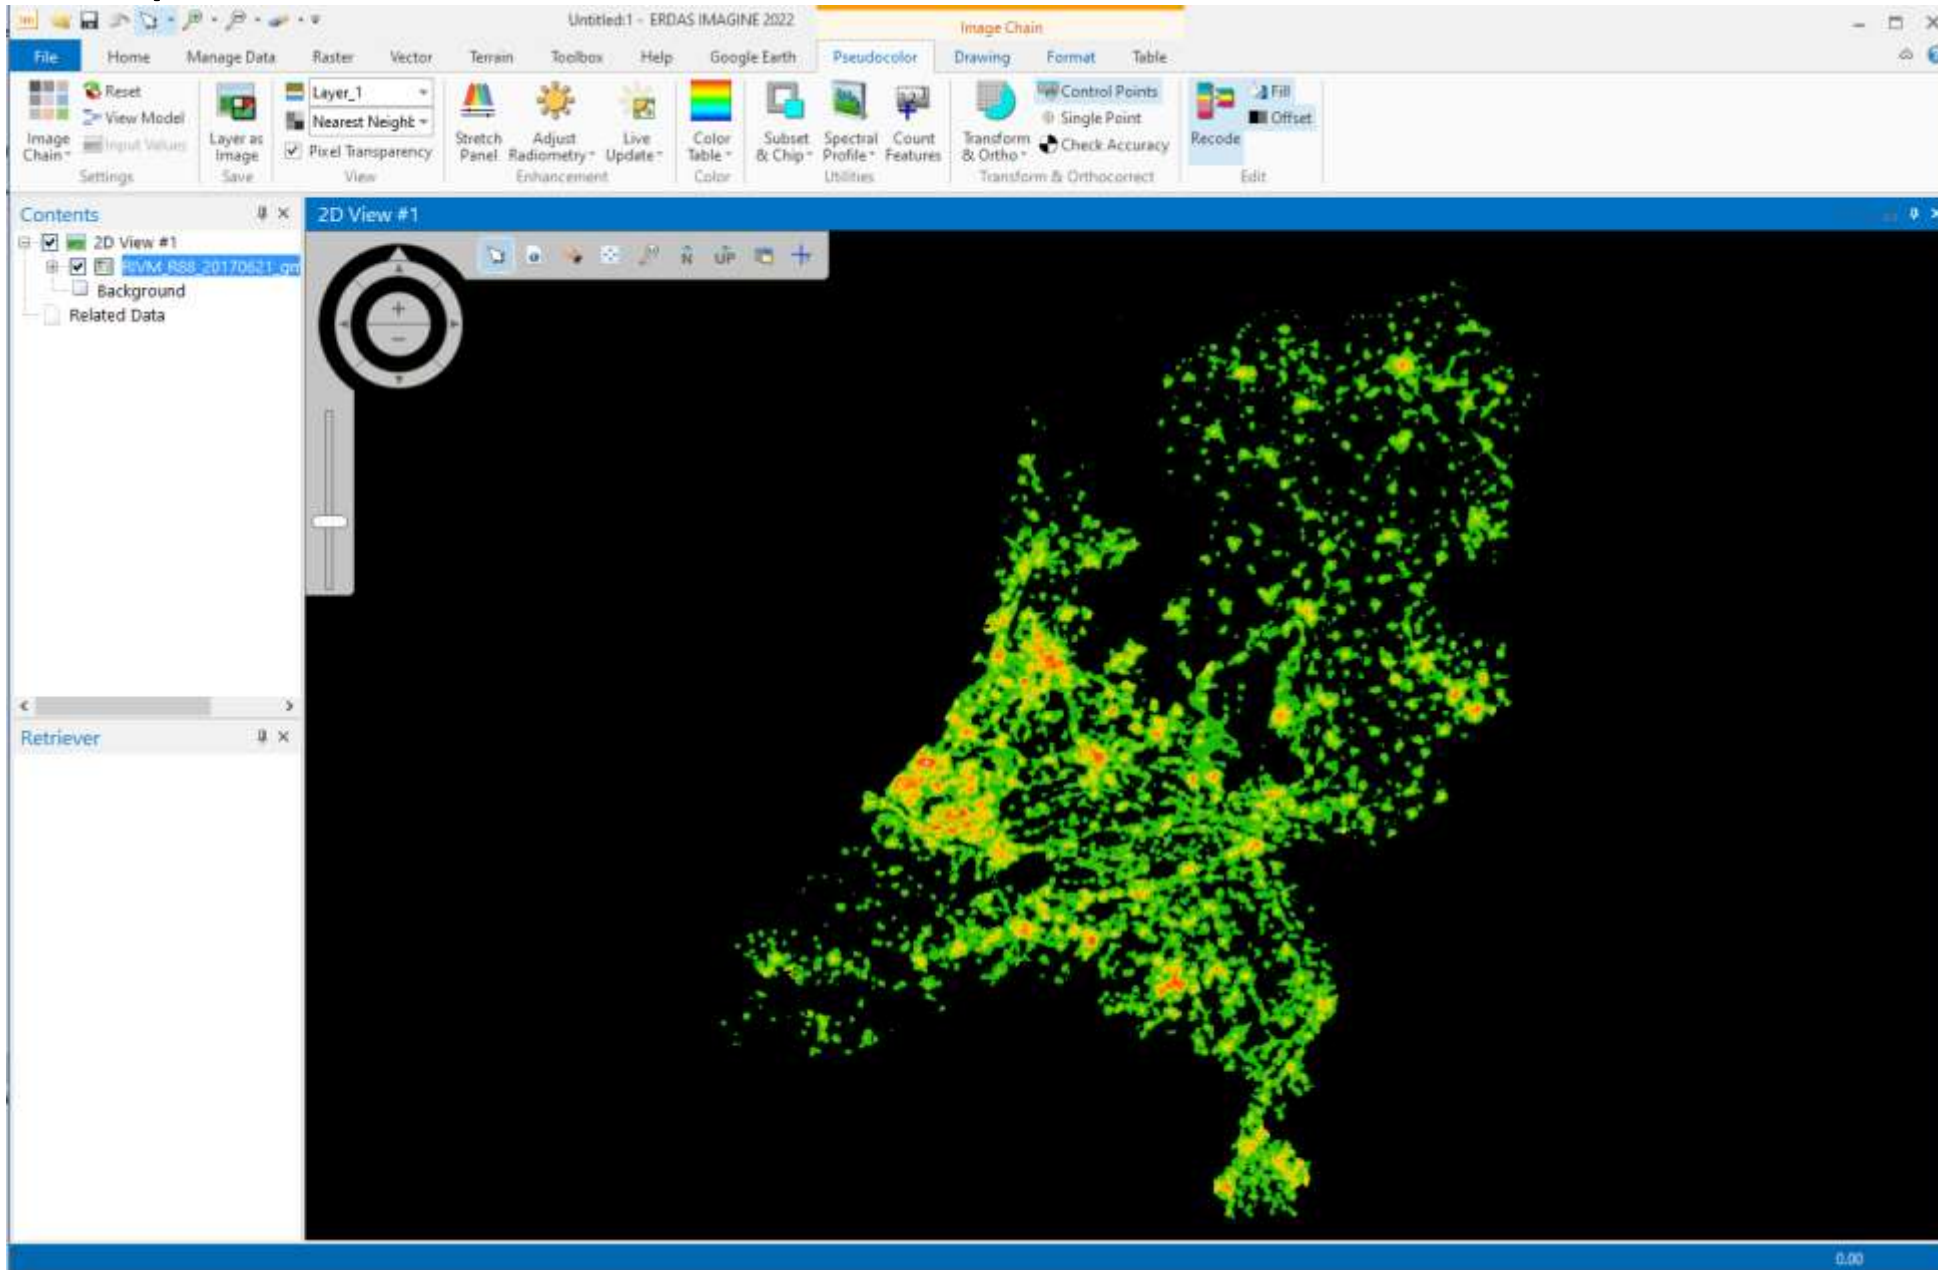 Untitled:1 - ERDAS IMAGINE 2022
Image Chain
File Home Manage Data Raster Vector Terrain Toolbox Help Google Earth Pseudocolor Drawing Format Table
Reset
View Model
Input Values
Image Chain
Settings
Layer as Image
Save
Layer_1
Nearest Neighb
Pixel Transparency
View
Stretch Panel
Adjust Radiometry
Live Update
Enhancement
Color Table
Color
Subset & Chip
Spectral Profile
Count Features
Utilities
Transform & Ortho
Control Points
Single Point
Check Accuracy
Transform & Orthocorrect
Recode
Fill
Offset
Edit
Contents
2D View #1
RIVM_R88_20170621_gm
Background
Related Data
Retriever
2D View #1
N UP
0.00